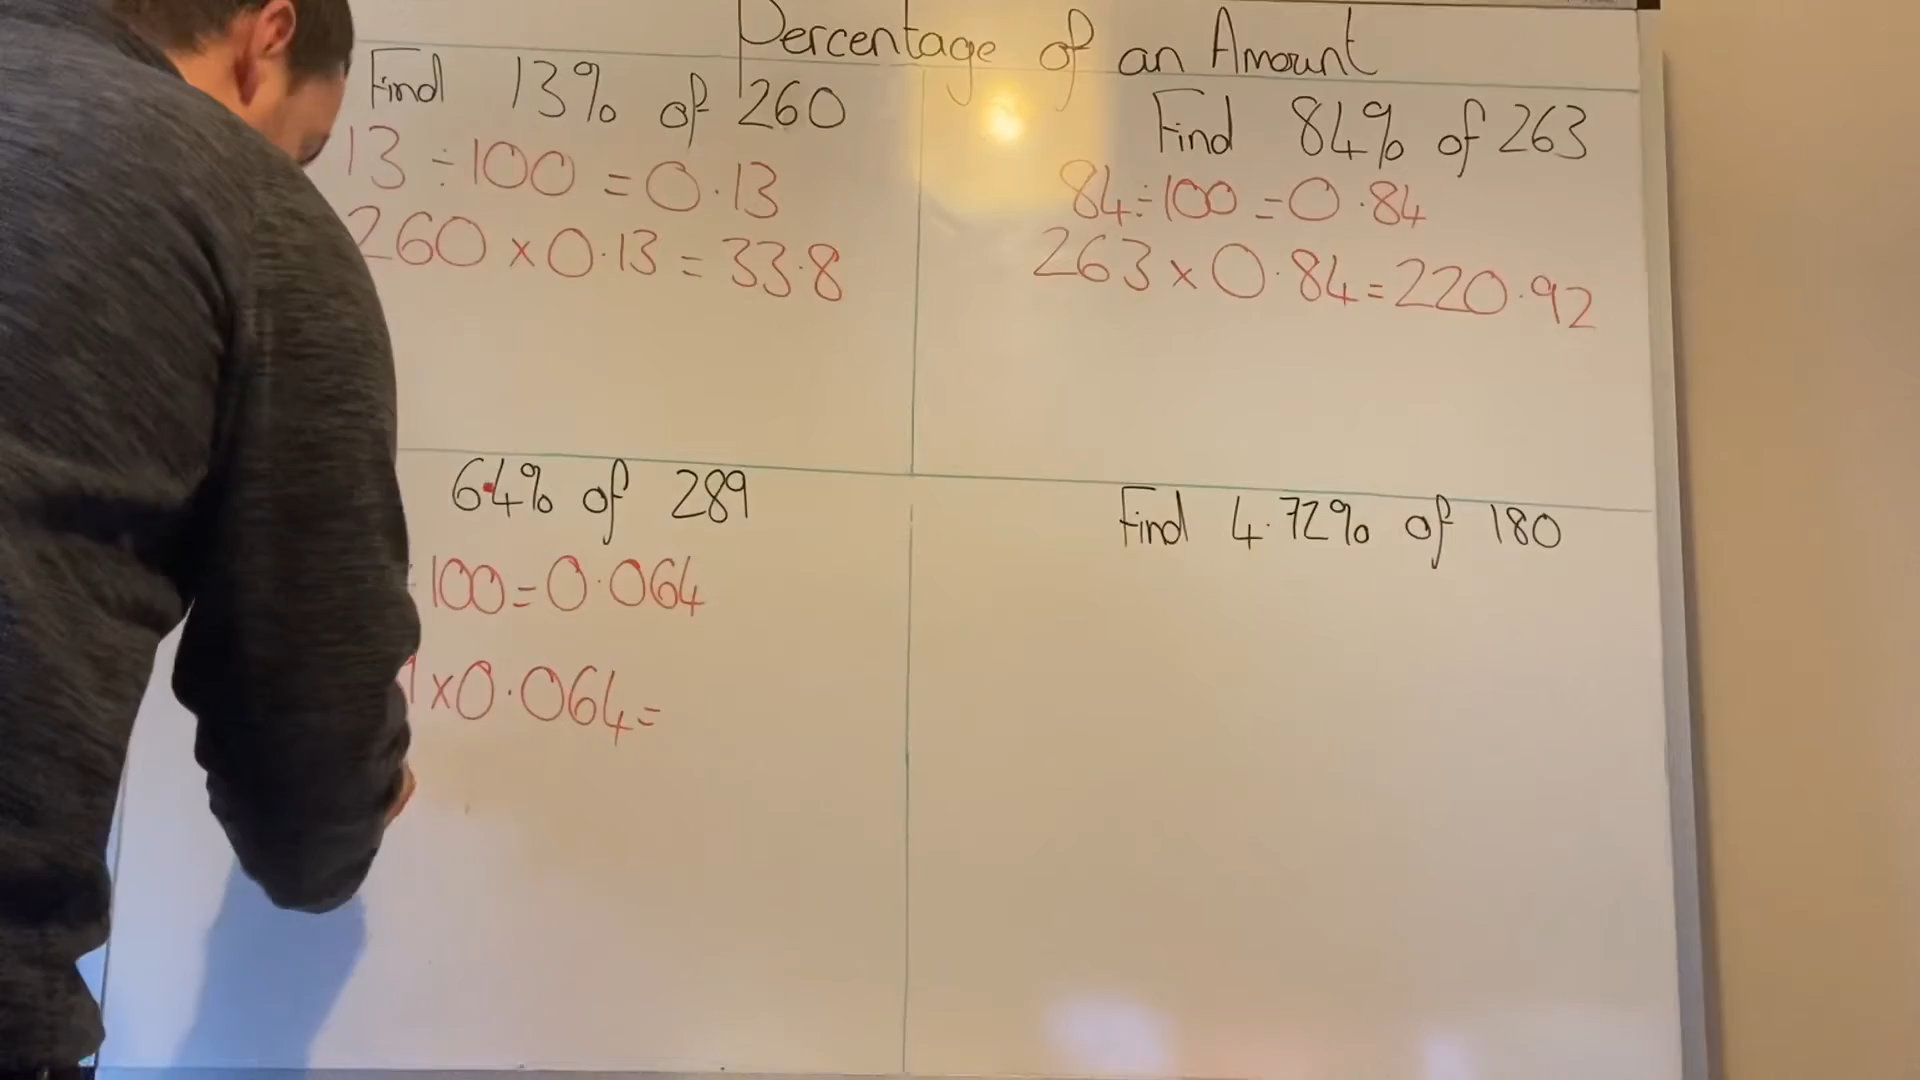 Percentage of an Amount
Find 13% of 260
13 ÷ 100 = 0.13
260 × 0.13 = 33.8
Find 84% of 263
84 ÷ 100 = 0.84
263 × 0.84 = 220.92
6.4% of 289
÷ 100 = 0.064
× 0.064 =
Find 4.72% of 180